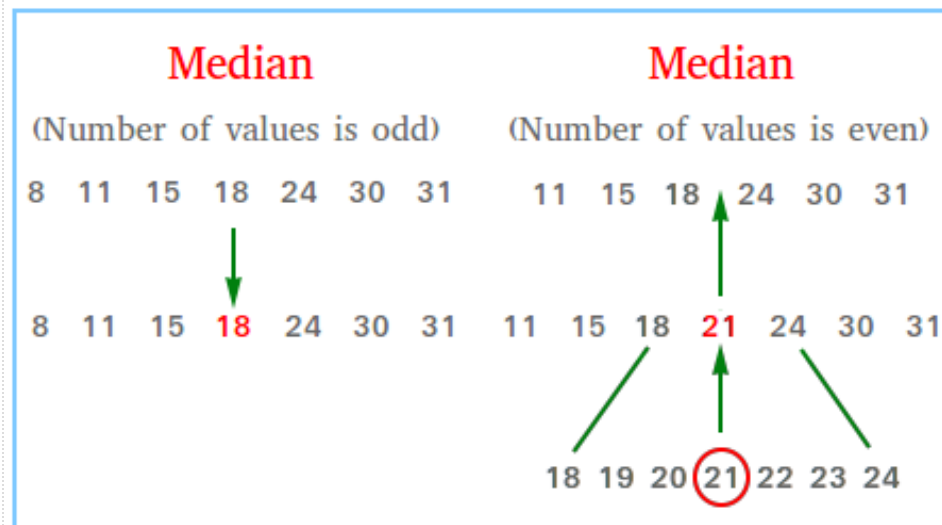 Median
(Number of values is odd)
8 11 15 18 24 30 31
8 11 15 18 24 30 31
Median
(Number of values is even)
11 15 18 24 30 31
11 15 18 21 24 30 31
18 19 20 21 22 23 24